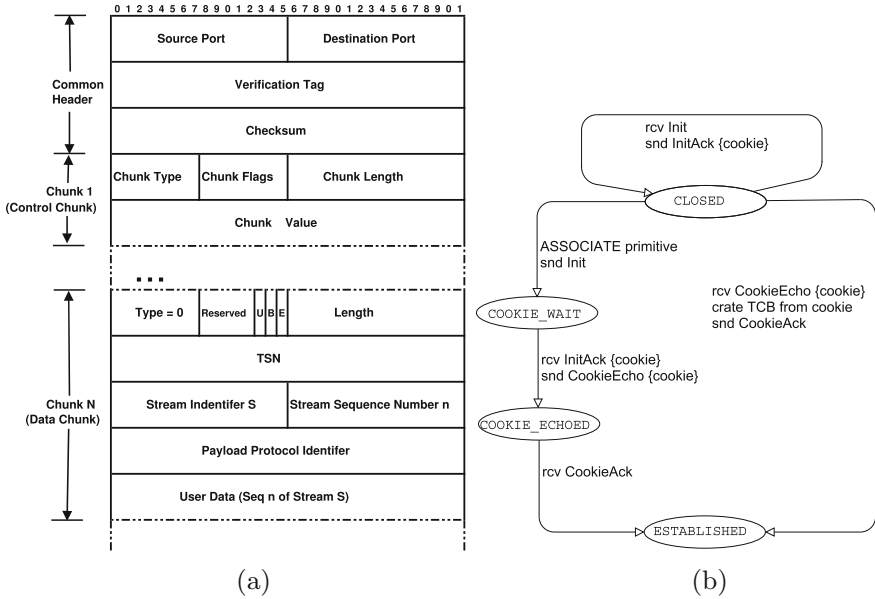 0 1 2 3 4 5 6 7 8 9 0 1 2 3 4 5 6 7 8 9 0 1 2 3 4 5 6 7 8 9 0 1
Source Port Destination Port
Verification Tag
Checksum
Common
Header
Chunk Type Chunk Flags Chunk Length
Chunk Value
Chunk 1
(Control Chunk)
...
Type = 0 Reserved U B E Length
TSN
Stream Indentifer S Stream Sequence Number n
Payload Protocol Identifer
User Data (Seq n of Stream S)
Chunk N
(Data Chunk)
(a)
rcv Init
snd InitAck {cookie}
CLOSED
ASSOCIATE primitive
snd Init
rcv CookieEcho {cookie}
crate TCB from cookie
snd CookieAck
COOKIE_WAIT
rcv InitAck {cookie}
snd CookieEcho {cookie}
COOKIE_ECHOED
rcv CookieAck
ESTABLISHED
(b)